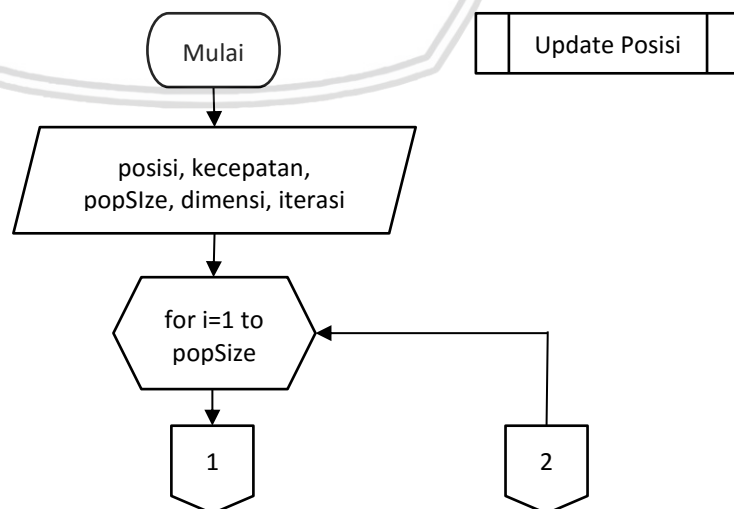 Mulai
Update Posisi
posisi, kecepatan,
popSIze, dimensi, iterasi
for i=1 to
popSize
1
2